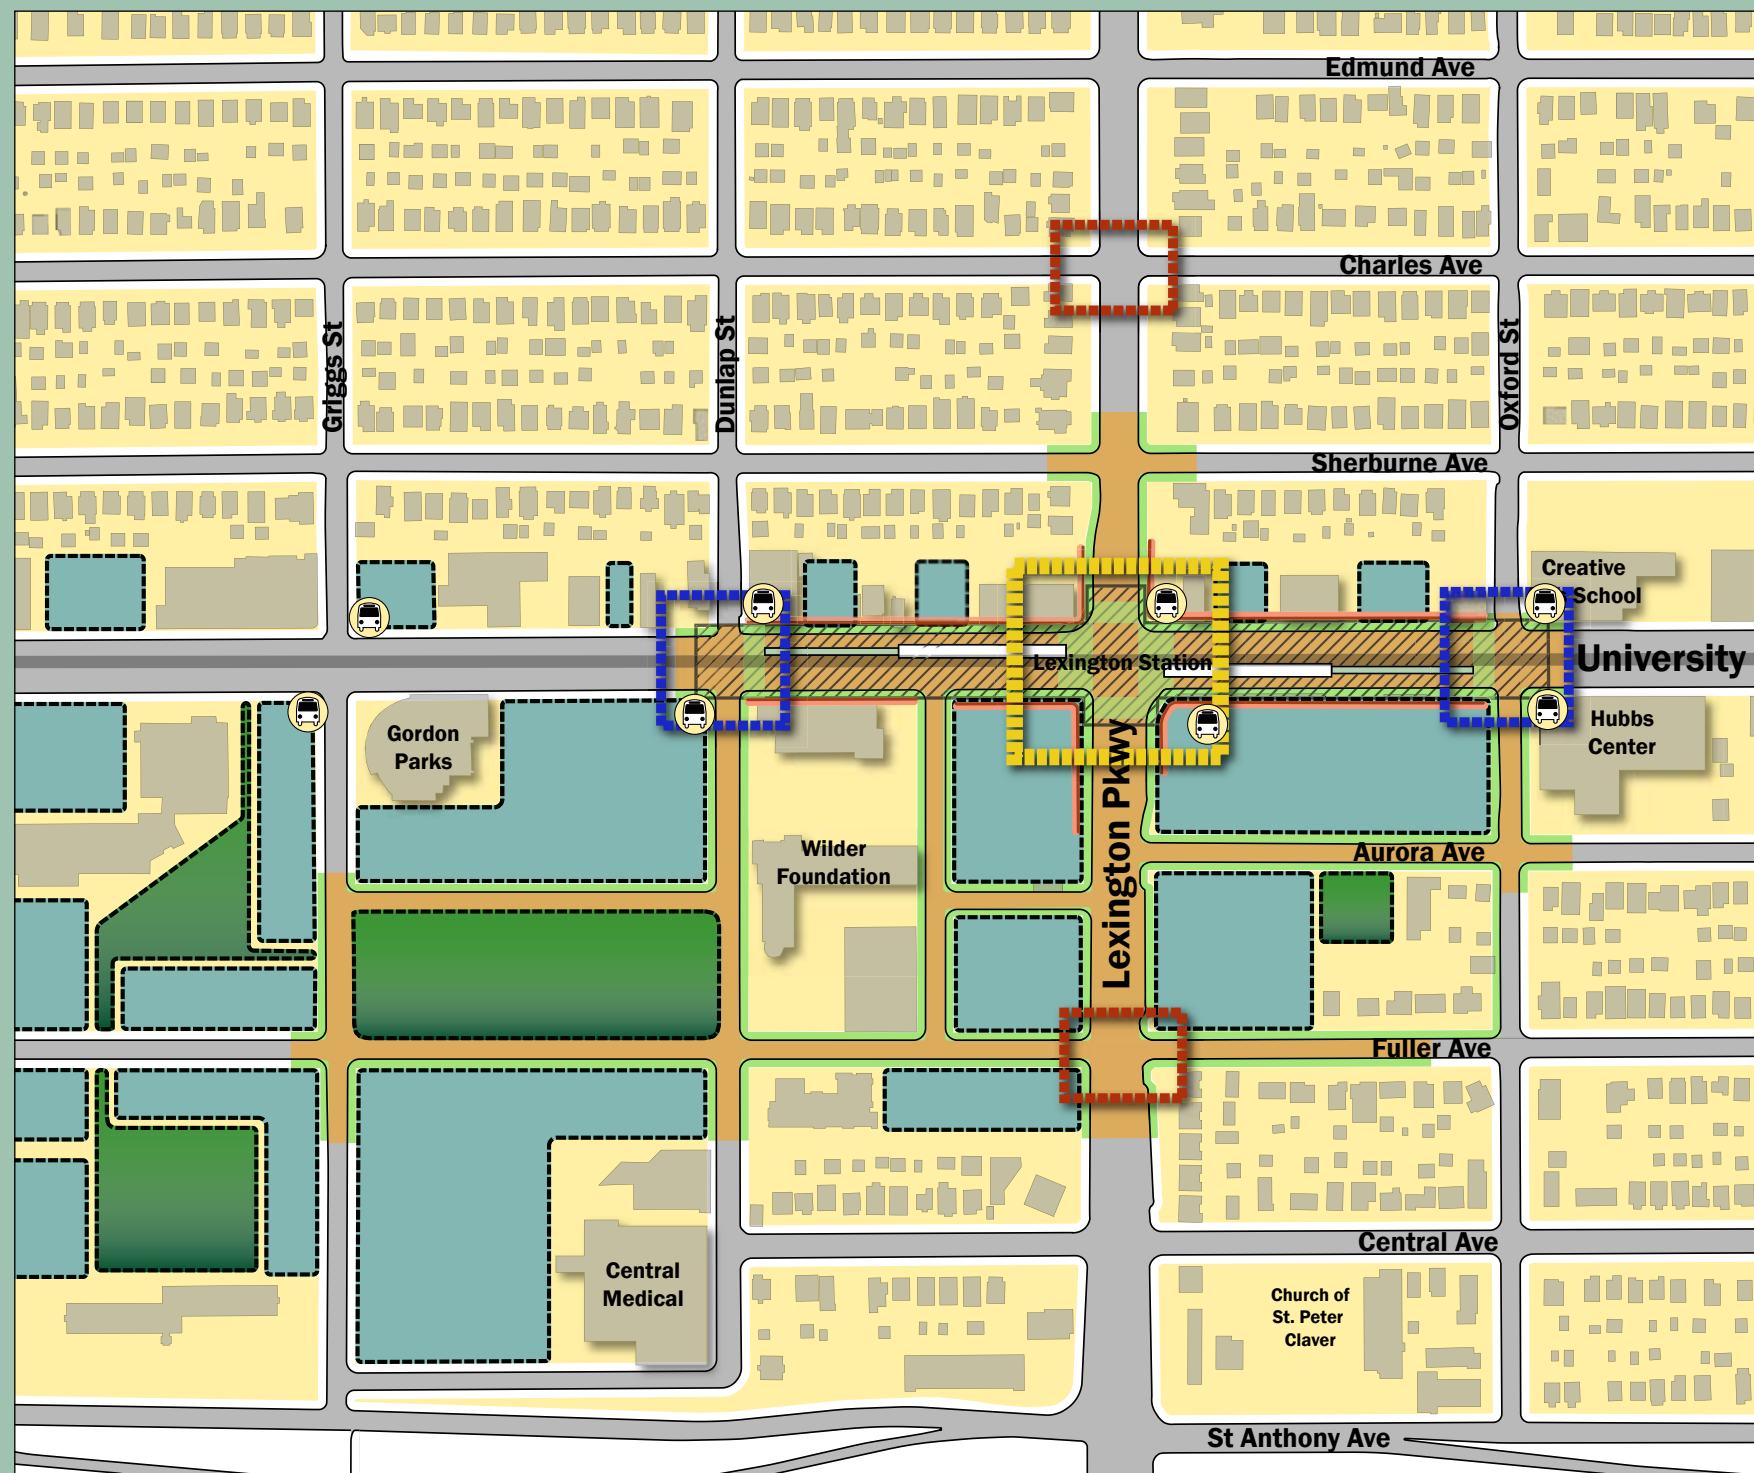 Edmund Ave
Charles Ave
Griggs St
Dunlap St
Oxford St
Sherburne Ave
Creative
School
Lexington Station
University
Gordon
Parks
Hubbs
Center
Lexington Pkwy
Wilder
Foundation
Aurora Ave
Fuller Ave
Central Ave
Central
Medical
Church of
St. Peter
Claver
St Anthony Ave